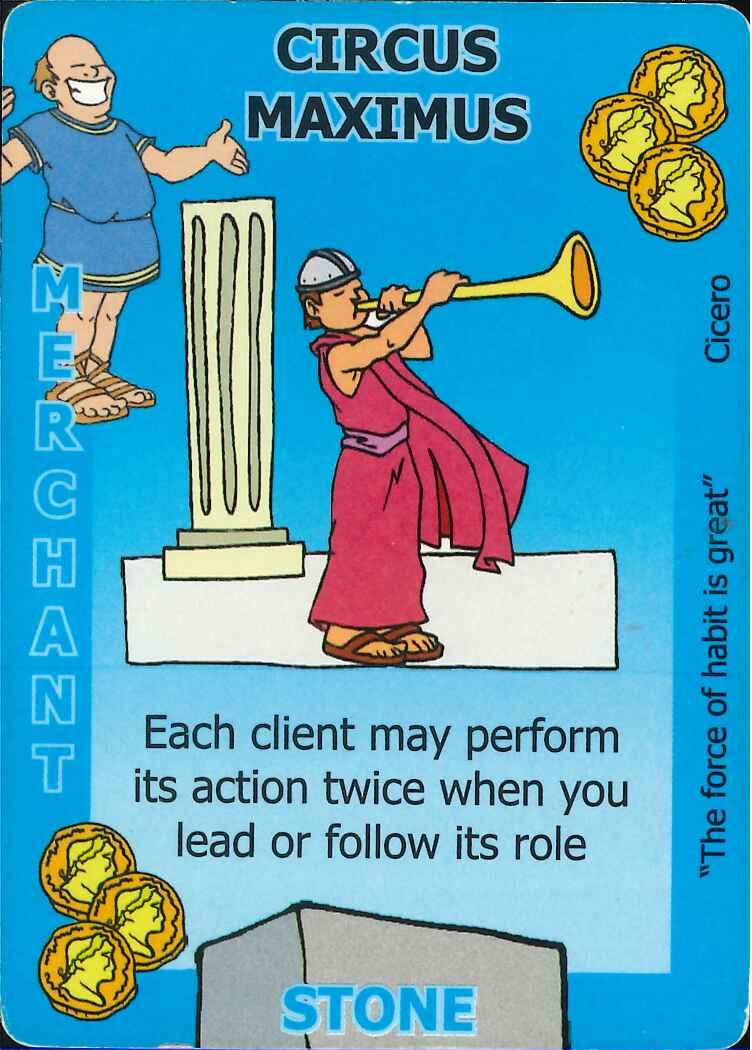 CIRCUS
MAXIMUS
MERCHANT
Cicero
"The force of habit is great"
Each client may perform
its action twice when you
lead or follow its role
STONE